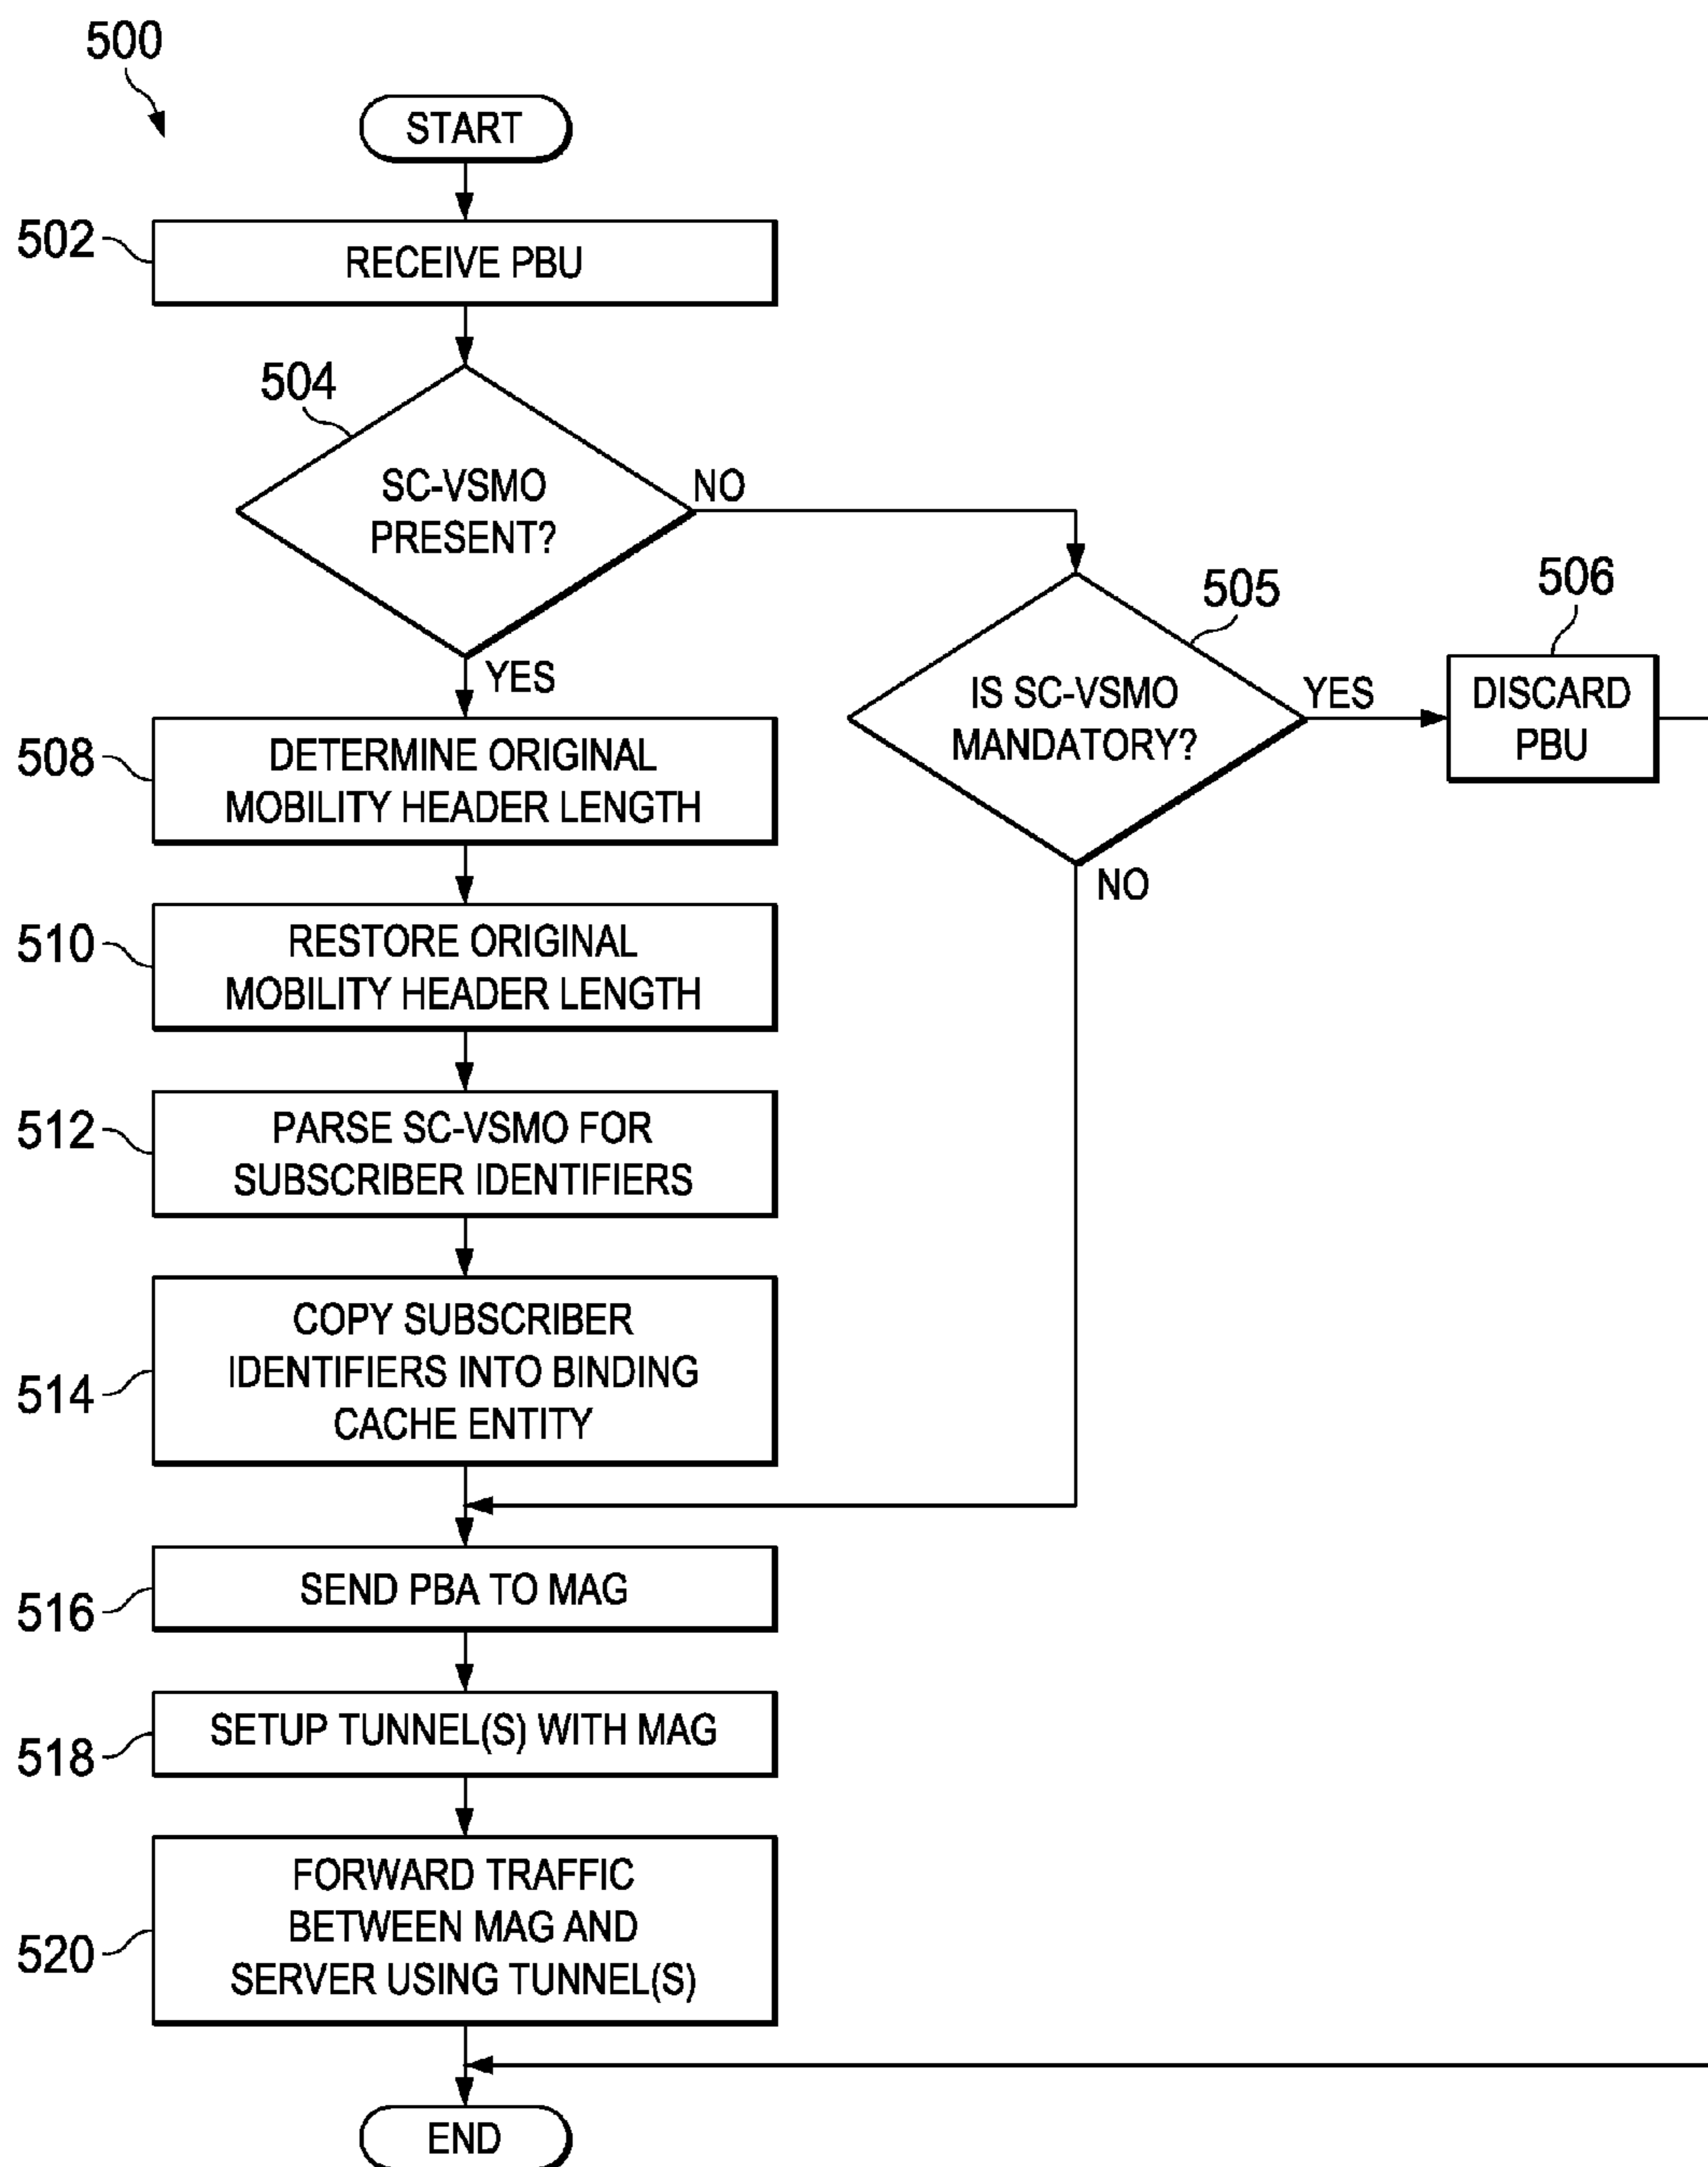 500
START
502
RECEIVE PBU
504
SC-VSMO
PRESENT?
NO
YES
505
IS SC-VSMO
MANDATORY?
YES
NO
506
DISCARD
PBU
508
DETERMINE ORIGINAL
MOBILITY HEADER LENGTH
510
RESTORE ORIGINAL
MOBILITY HEADER LENGTH
512
PARSE SC-VSMO FOR
SUBSCRIBER IDENTIFIERS
514
COPY SUBSCRIBER
IDENTIFIERS INTO BINDING
CACHE ENTITY
516
SEND PBA TO MAG
518
SETUP TUNNEL(S) WITH MAG
520
FORWARD TRAFFIC
BETWEEN MAG AND
SERVER USING TUNNEL(S)
END